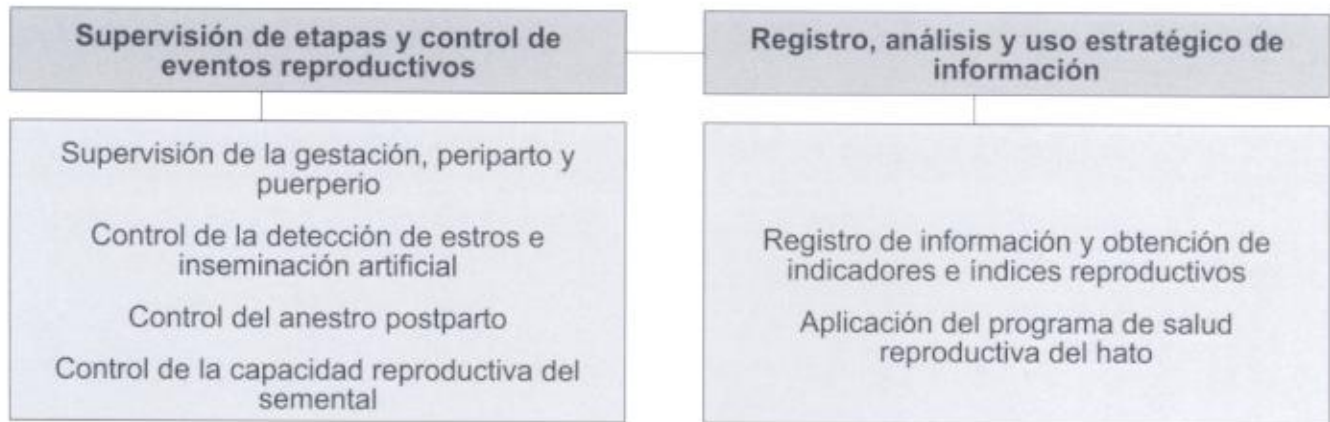 Supervisión de etapas y control de
eventos reproductivos
Supervisión de la gestación, periparto y
puerperio
Control de la detección de estros e
inseminación artificial
Control del anestro postparto
Control de la capacidad reproductiva del
semental
Registro, análisis y uso estratégico de
información
Registro de información y obtención de
indicadores e índices reproductivos
Aplicación del programa de salud
reproductiva del hato